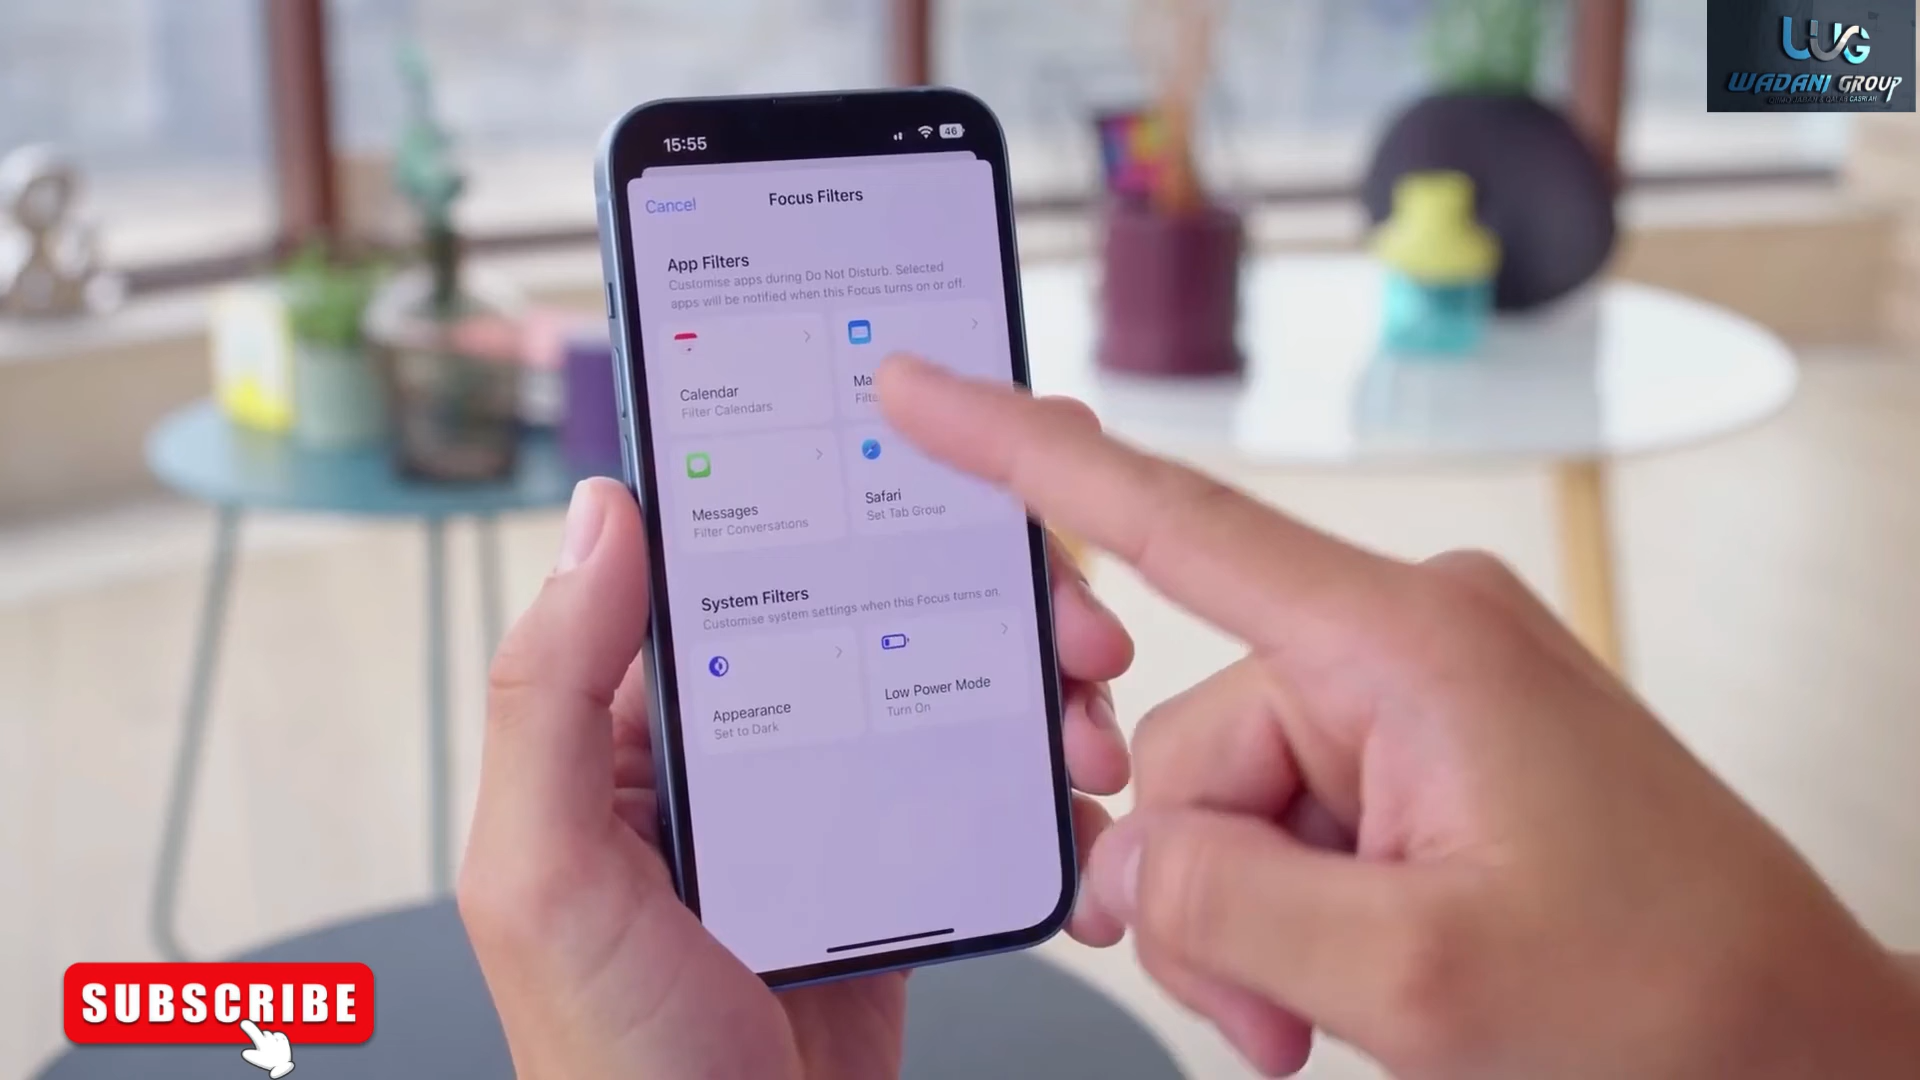 WADANI GROUP
15:55
46
Cancel
Focus Filters
App Filters
Customise apps during Do Not Disturb. Selected
apps will be notified when this Focus turns on or off.
Calendar
Filter Calendars
Mai
Filte
Messages
Filter Conversations
Safari
Set Tab Group
System Filters
Customise system settings when this Focus turns on.
Appearance
Set to Dark
Low Power Mode
Turn On
SUBSCRIBE